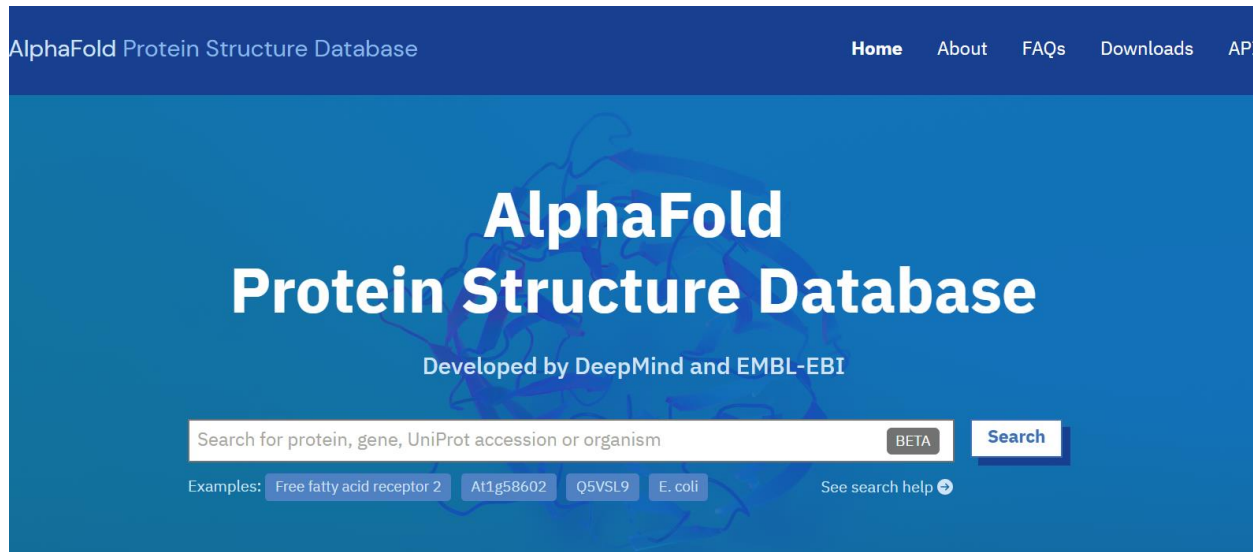 AlphaFold Protein Structure Database
Home About FAQs Downloads
AlphaFold
Protein Structure Database
Developed by DeepMind and EMBL-EBI
Search for protein, gene, UniProt accession or organism BETA Search
Examples: Free fatty acid receptor 2 At1g58602 Q5VSL9 E. coli See search help